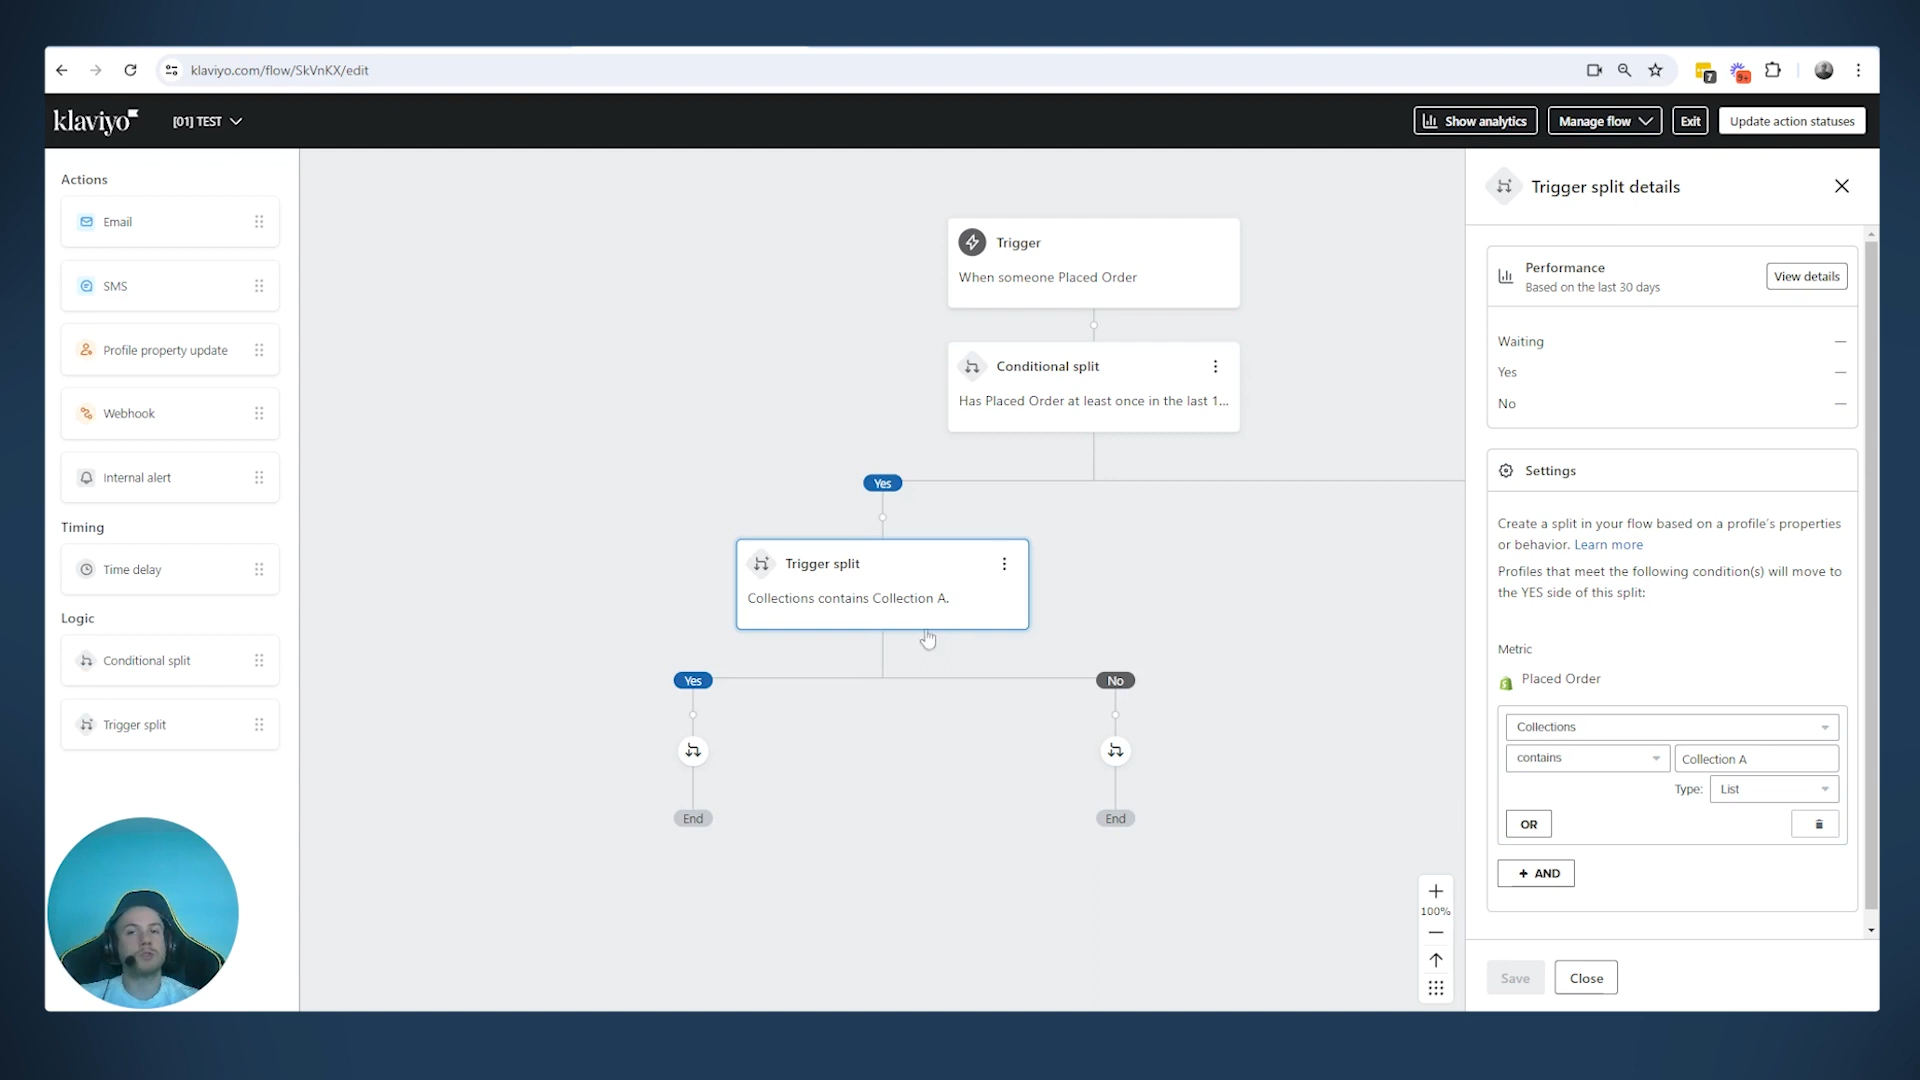 klaviyo.com/flow/SkVnKX/edit
7
9+
klaviyo
[01] TEST
Show analytics
Manage flow
Exit
Update action statuses
Actions
Email
SMS
Profile property update
Webhook
Internal alert
Timing
Time delay
Logic
Conditional split
Trigger split
Trigger
When someone Placed Order
Conditional split
Has Placed Order at least once in the last 1...
Yes
Trigger split
Collections contains Collection A.
Yes
No
End
End
100%
Trigger split details
Performance
Based on the last 30 days
View details
Waiting
Yes
No
Settings
Create a split in your flow based on a profile's properties
or behavior. Learn more
Profiles that meet the following condition(s) will move to
the YES side of this split:
Metric
Placed Order
Collections
contains
Collection A
Type: List
OR
+ AND
Save
Close